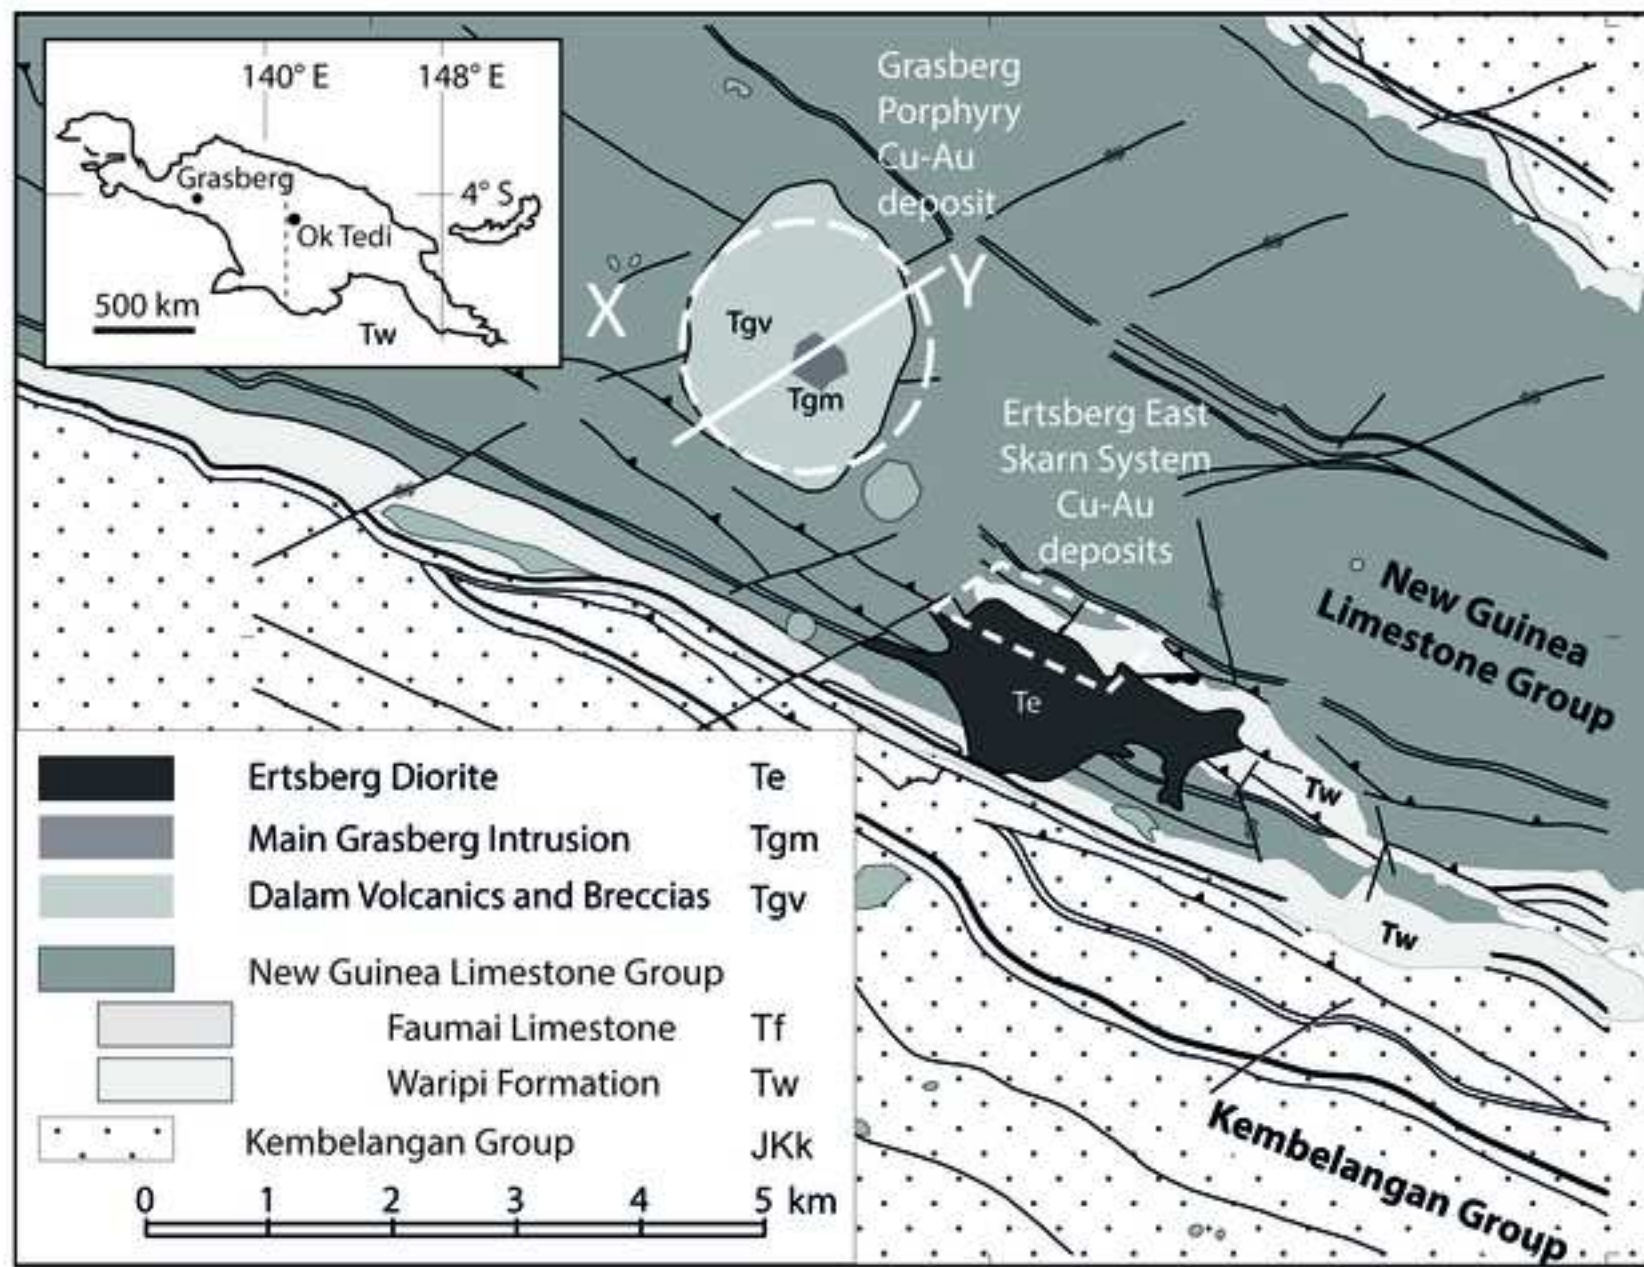 140° E
148° E
Grasberg
4° S
Ok Tedi
500 km
Tw
Grasberg
Porphyry
Cu-Au
deposit
X
Y
Tgv
Tgm
Ertsberg East
Skarn System
Cu-Au
deposits
New Guinea
Limestone Group
Te
Tw
Tw
Kembelangan Group
Ertsberg Diorite Te
Main Grasberg Intrusion Tgm
Dalam Volcanics and Breccias Tgv
New Guinea Limestone Group
Faumai Limestone Tf
Waripi Formation Tw
Kembelangan Group JKk
0 1 2 3 4 5 km